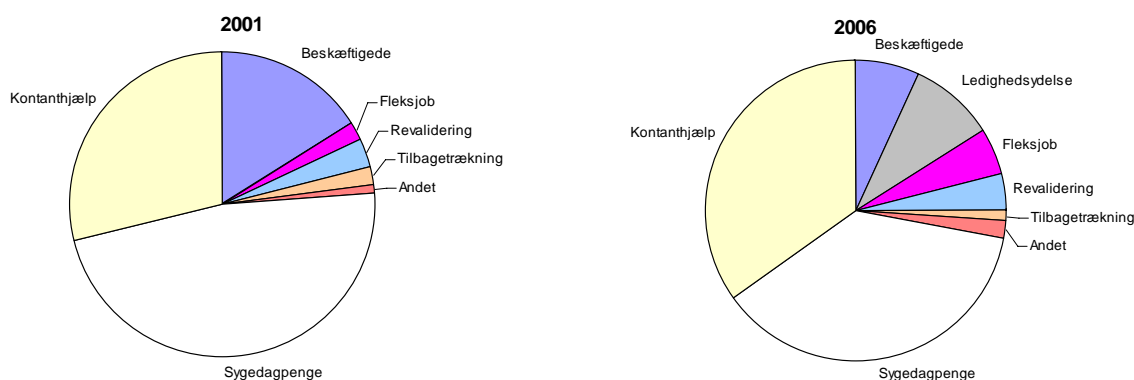 2001
Beskæftigede
Fleksjob
Revalidering
Tilbagetrækning
Andet
Sygedagpenge
Kontanthjælp
2006
Beskæftigede
Ledighedsydelse
Fleksjob
Revalidering
Tilbagetrækning
Andet
Sygedagpenge
Kontanthjælp